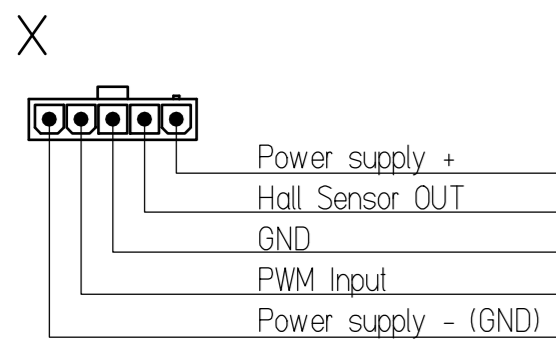 X
Power supply +
Hall Sensor OUT
GND
PWM Input
Power supply - (GND)